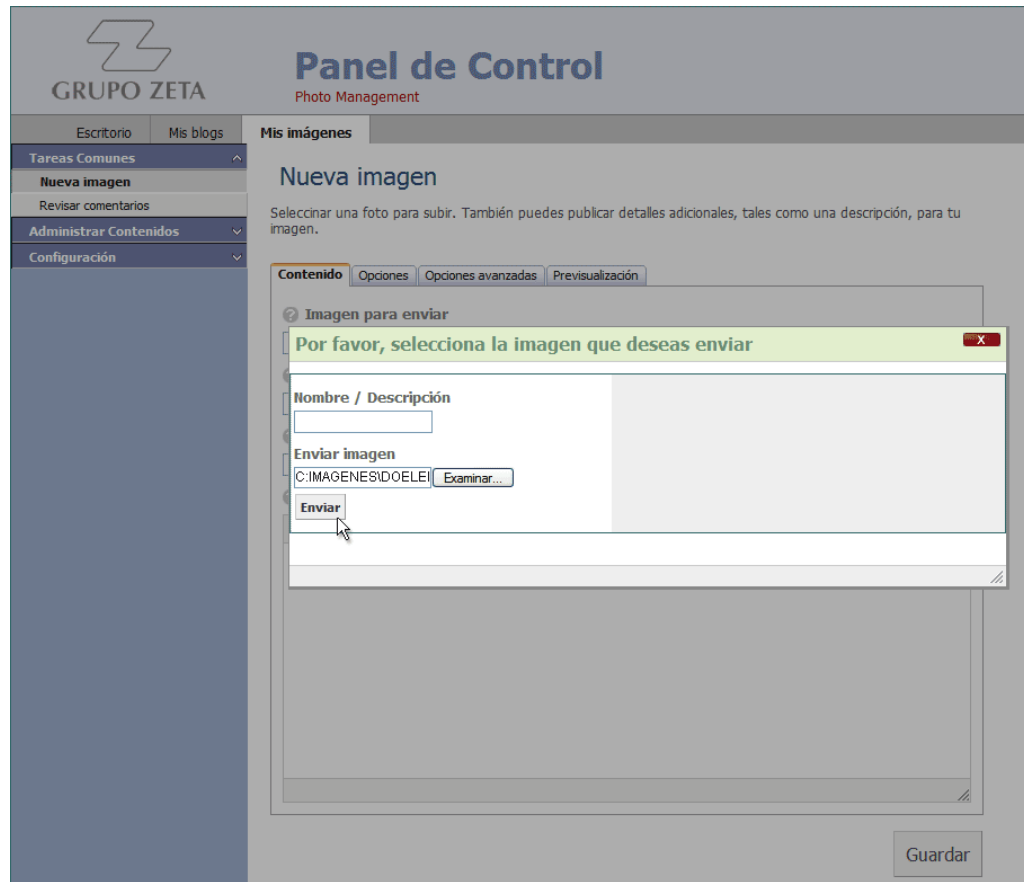 GRUPO ZETA
Panel de Control
Photo Management
Escritorio Mis blogs Mis imágenes
Tareas Comunes
Nueva imagen
Revisar comentarios
Administrar Contenidos
Configuración
Nueva imagen
Seleccinar una foto para subir. También puedes publicar detalles adicionales, tales como una descripción, para tu
imagen.
Contenido Opciones Opciones avanzadas Previsualización
? Imagen para enviar
Por favor, selecciona la imagen que deseas enviar
X
Nombre / Descripción
Enviar imagen
C:IMAGENES\DOELE Examinar...
Enviar
Guardar